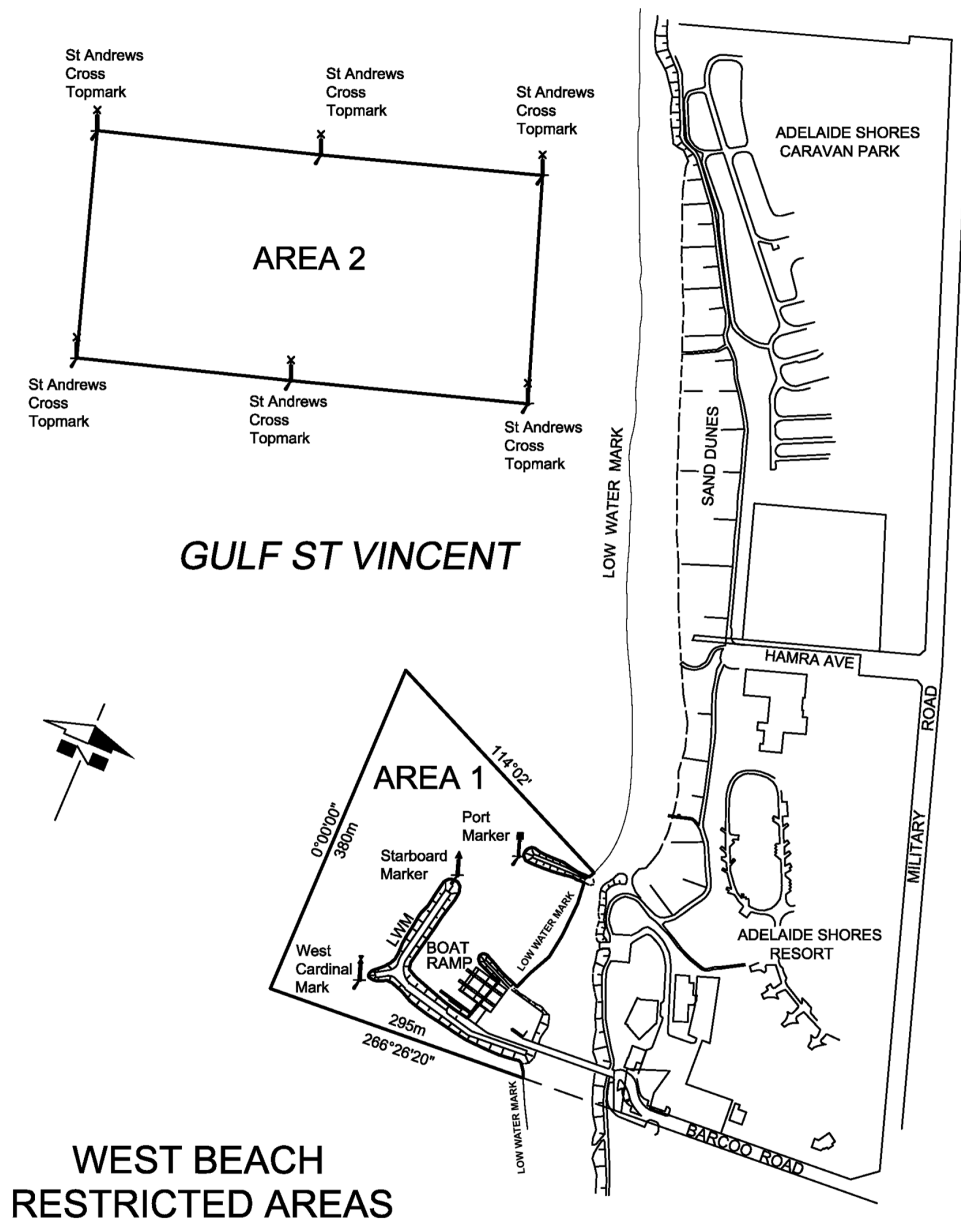 St Andrews
Cross
Topmark
St Andrews
Cross
Topmark
St Andrews
Cross
Topmark
ADELAIDE SHORES
CARAVAN PARK
AREA 2
St Andrews
Cross
Topmark
St Andrews
Cross
Topmark
St Andrews
Cross
Topmark
SAND DUNES
LOW WATER MARK
GULF ST VINCENT
HAMRA AVE
MILITARY ROAD
N
AREA 1
114°02'
0°00'00"
380m
Port
Marker
Starboard
Marker
LWM
BOAT
RAMP
LOW WATER MARK
West
Cardinal
Mark
ADELAIDE SHORES
RESORT
295m
266°26'20"
LOW WATER MARK
BARCOO ROAD
WEST BEACH
RESTRICTED AREAS